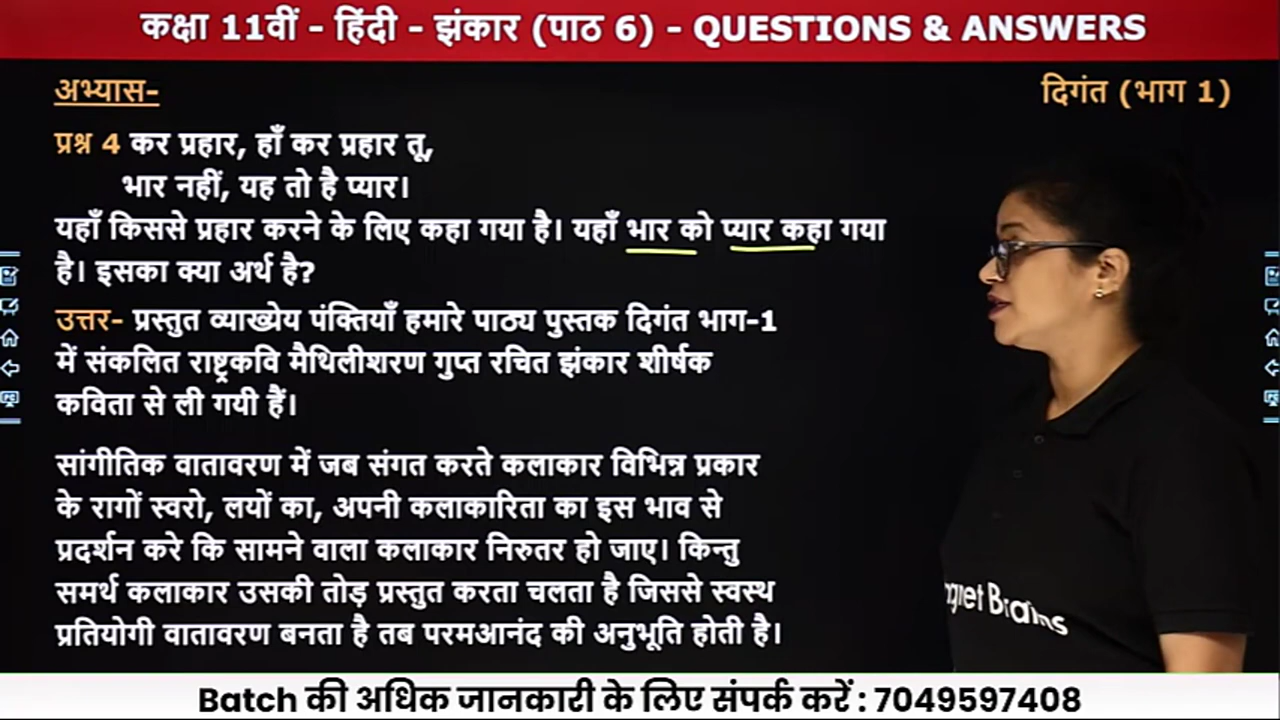 कक्षा 11वीं - हिंदी - झंकार (पाठ 6) - QUESTIONS & ANSWERS
अभ्यास-
दिगंत (भाग 1)
प्रश्न 4 कर प्रहार, हाँ कर प्रहार तू,
भार नहीं, यह तो है प्यार।
यहाँ किससे प्रहार करने के लिए कहा गया है। यहाँ भार को प्यार कहा गया
है। इसका क्या अर्थ है?
उत्तर- प्रस्तुत व्याख्येय पंक्तियाँ हमारे पाठ्य पुस्तक दिगंत भाग-1
में संकलित राष्ट्रकवि मैथिलीशरण गुप्त रचित झंकार शीर्षक
कविता से ली गयी हैं।
सांगीतिक वातावरण में जब संगत करते कलाकार विभिन्न प्रकार
के रागों स्वरो, लयों का, अपनी कलाकारिता का इस भाव से
प्रदर्शन करे कि सामने वाला कलाकार निरुतर हो जाए। किन्तु
समर्थ कलाकार उसकी तोड़ प्रस्तुत करता चलता है जिससे स्वस्थ
प्रतियोगी वातावरण बनता है तब परमआनंद की अनुभूति होती है।
Brains
Batch की अधिक जानकारी के लिए संपर्क करें : 7049597408